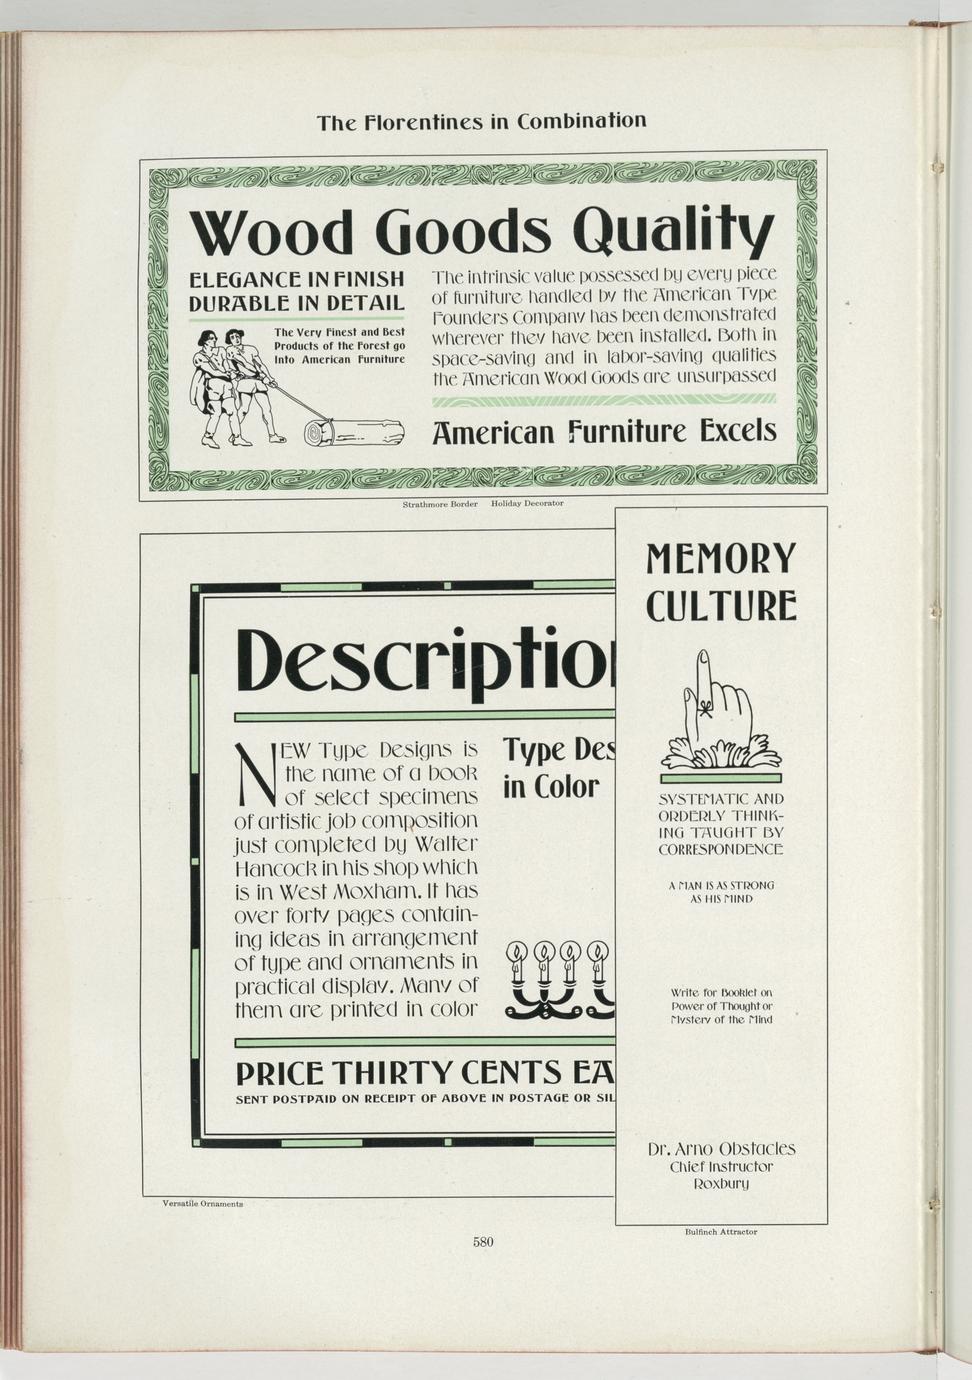 The Florentines in Combination
Wood Goods Quality
ELEGANCE IN FINISH
DURABLE IN DETAIL
The Very Finest and Best
Products of the Forest go
Into American Furniture
The intrinsic value possessed by every piece
of furniture handled by the American Type
Founders Company has been demonstrated
wherever they have been installed. Both in
space-saving and in labor-saving qualities
the American Wood Goods are unsurpassed
American Furniture Excels
Strathmore Border Holiday Decorator
Descriptio
NEW Type Designs is
the name of a book
of select specimens
of artistic job composition
just completed by Walter
Hancock in his shop which
is in West Moxham. It has
over forty pages contain-
ing ideas in arrangement
of type and ornaments in
practical display. Many of
them are printed in color
Type Des
in Color
PRICE THIRTY CENTS EA
SENT POSTPAID ON RECEIPT OF ABOVE IN POSTAGE OR SIL
Versatile Ornaments
MEMORY
CULTURE
SYSTEMATIC AND
ORDERLY THINK-
ING TAUGHT BY
CORRESPONDENCE
A MAN IS AS STRONG
AS HIS MIND
Write for Booklet on
Power of Thought or
Mystery of the Mind
Dr. Arno Obstacles
Chief Instructor
Roxbury
Bulfinch Attractor
580